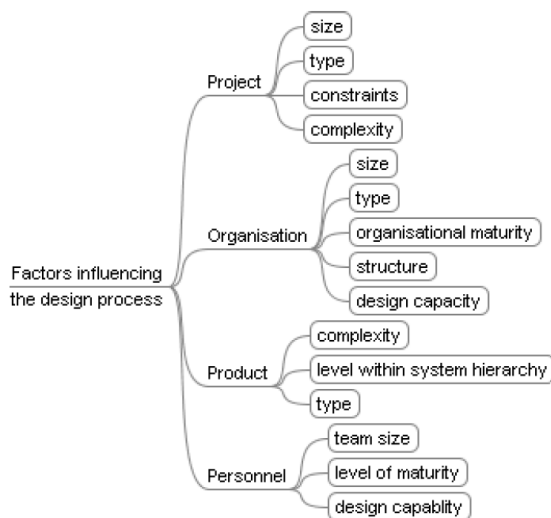 size
type
Project
constraints
complexity
size
type
Organisation
organisational maturity
structure
design capacity
Factors influencing
the design process
complexity
Product
level within system hierarchy
type
team size
level of maturity
Personnel
design capablity